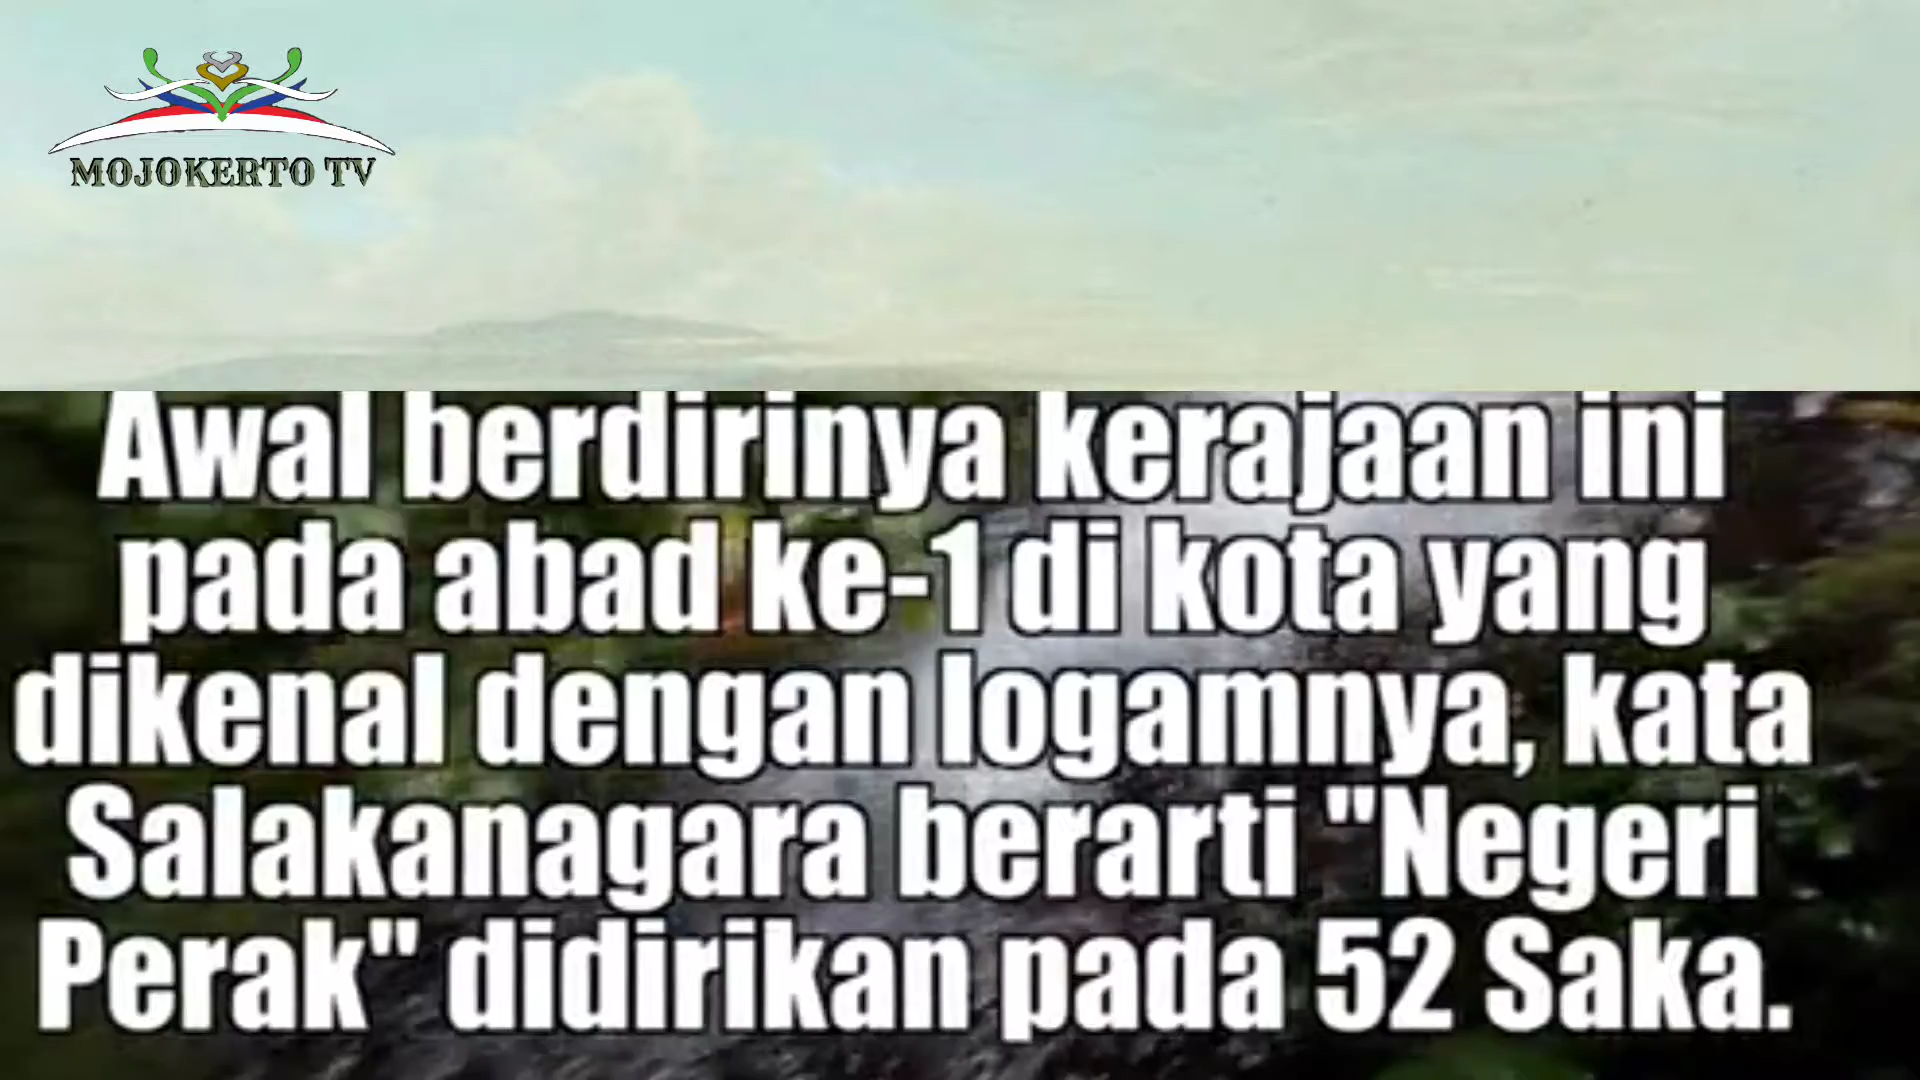 MOJOKERTO TV
Awal berdirinya kerajaan ini
pada abad ke-1 di kota yang
dikenal dengan logamnya, kata
Salakanagara berarti "Negeri
Perak" didirikan pada 52 Saka.